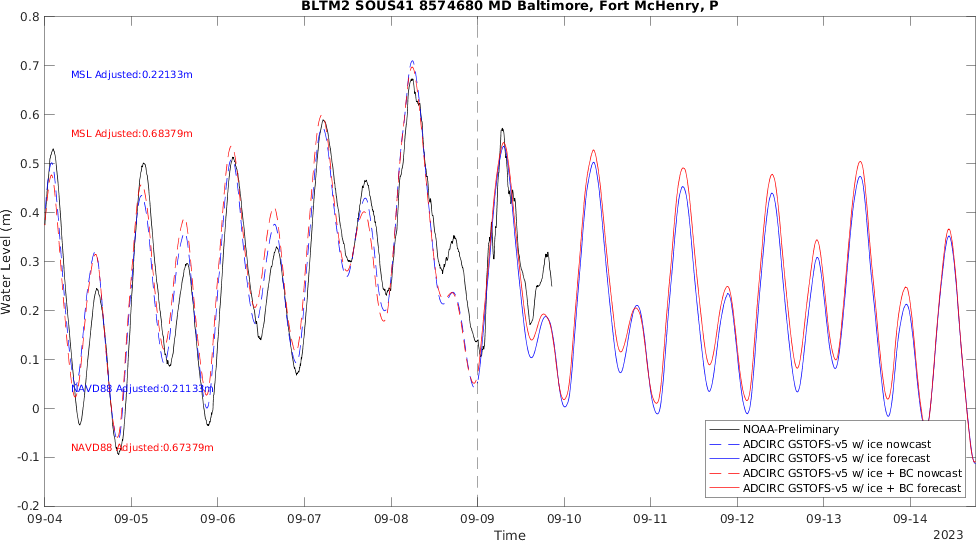 BLTM2 SOUS41 8574680 MD Baltimore, Fort McHenry, P
0.8
0.7
0.6
0.5
0.4
0.3
0.2
0.1
0
-0.1
-0.2
Water Level (m)
MSL Adjusted:0.22133m
MSL Adjusted:0.68379m
NAVD88 Adjusted:0.21133m
NAVD88 Adjusted:0.67379m
NOAA-Preliminary
ADCIRC GSTOFS-v5 w/ ice nowcast
ADCIRC GSTOFS-v5 w/ ice forecast
ADCIRC GSTOFS-v5 w/ ice + BC nowcast
ADCIRC GSTOFS-v5 w/ ice + BC forecast
09-04 09-05 09-06 09-07 09-08 09-09 09-10 09-11 09-12 09-13 09-14
Time
2023